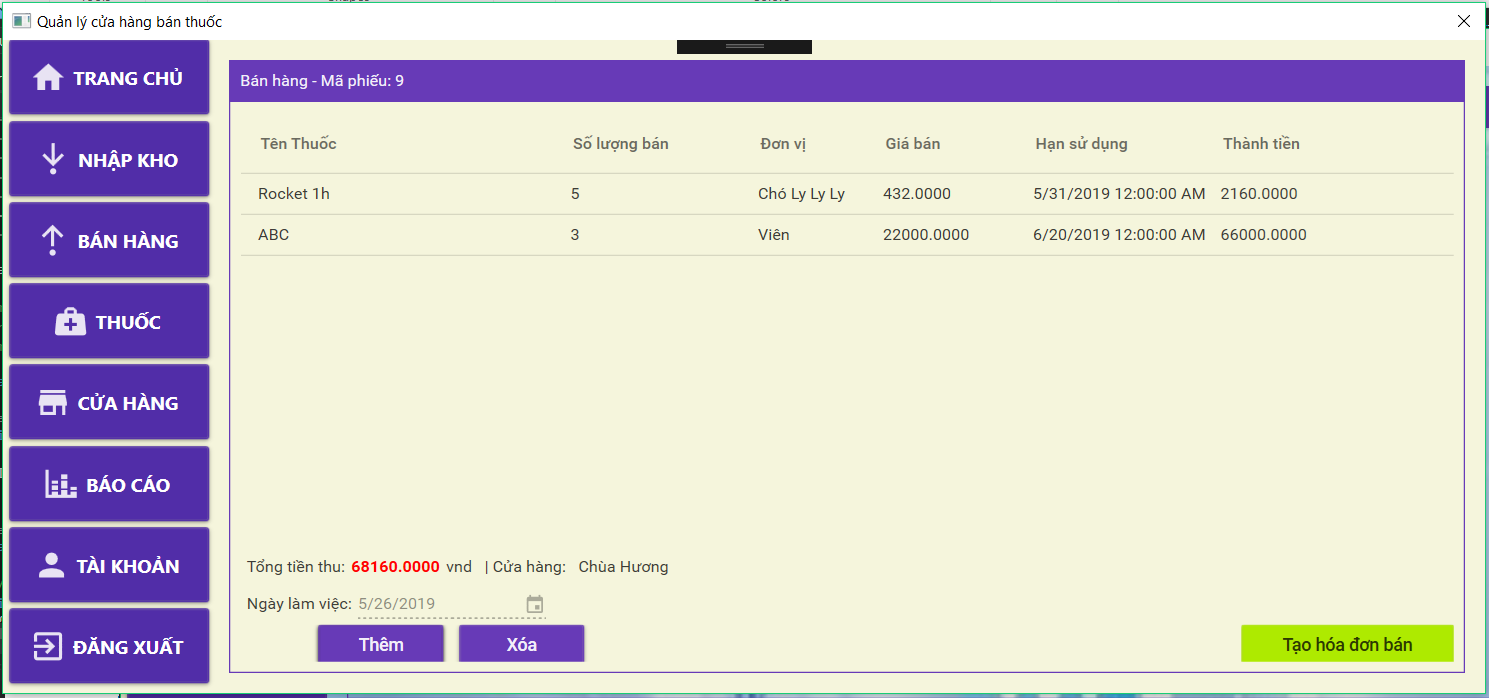 Quản lý cửa hàng bán thuốc
TRANG CHỦ
NHẬP KHO
BÁN HÀNG
THUỐC
CỬA HÀNG
BÁO CÁO
TÀI KHOẢN
ĐĂNG XUẤT
Bán hàng - Mã phiếu: 9
Tên Thuốc Số lượng bán Đơn vị Giá bán Hạn sử dụng Thành tiền
Rocket 1h 5 Chó Ly Ly Ly 432.0000 5/31/2019 12:00:00 AM 2160.0000
ABC 3 Viên 22000.0000 6/20/2019 12:00:00 AM 66000.0000
Tổng tiền thu: 68160.0000 vnd | Cửa hàng: Chùa Hương
Ngày làm việc: 5/26/2019
Thêm Xóa Tạo hóa đơn bán